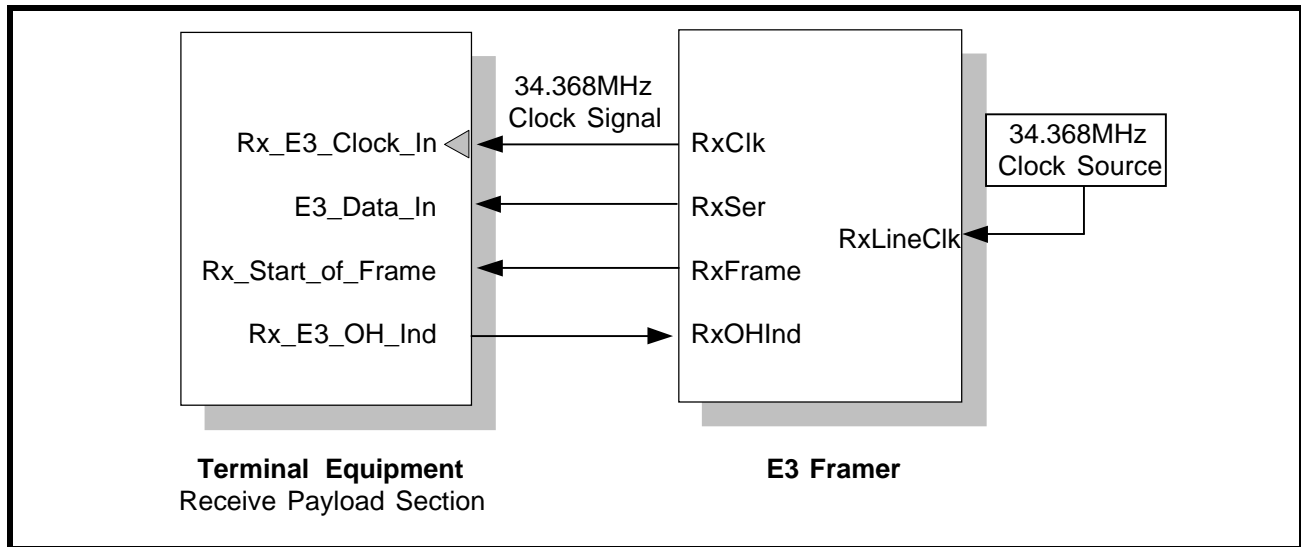 34.368MHz
Clock Signal
Rx_E3_Clock_In
RxClk
34.368MHz
Clock Source
E3_Data_In
RxSer
RxLineClk
Rx_Start_of_Frame
RxFrame
Rx_E3_OH_Ind
RxOHInd
Terminal Equipment
Receive Payload Section
E3 Framer